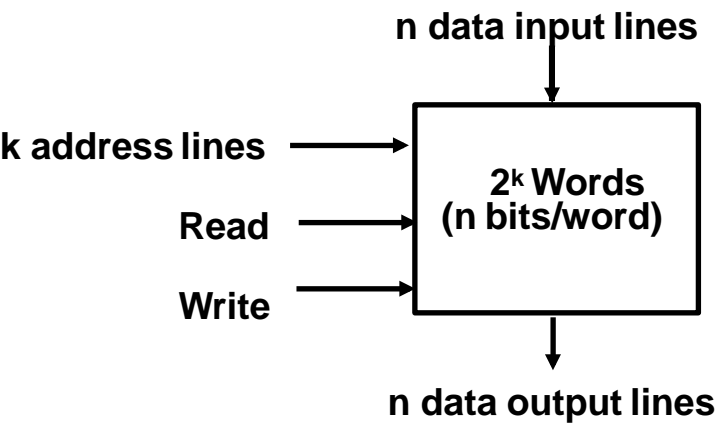 n data input lines
k address lines
2ᵏ Words
(n bits/word)
Read
Write
n data output lines